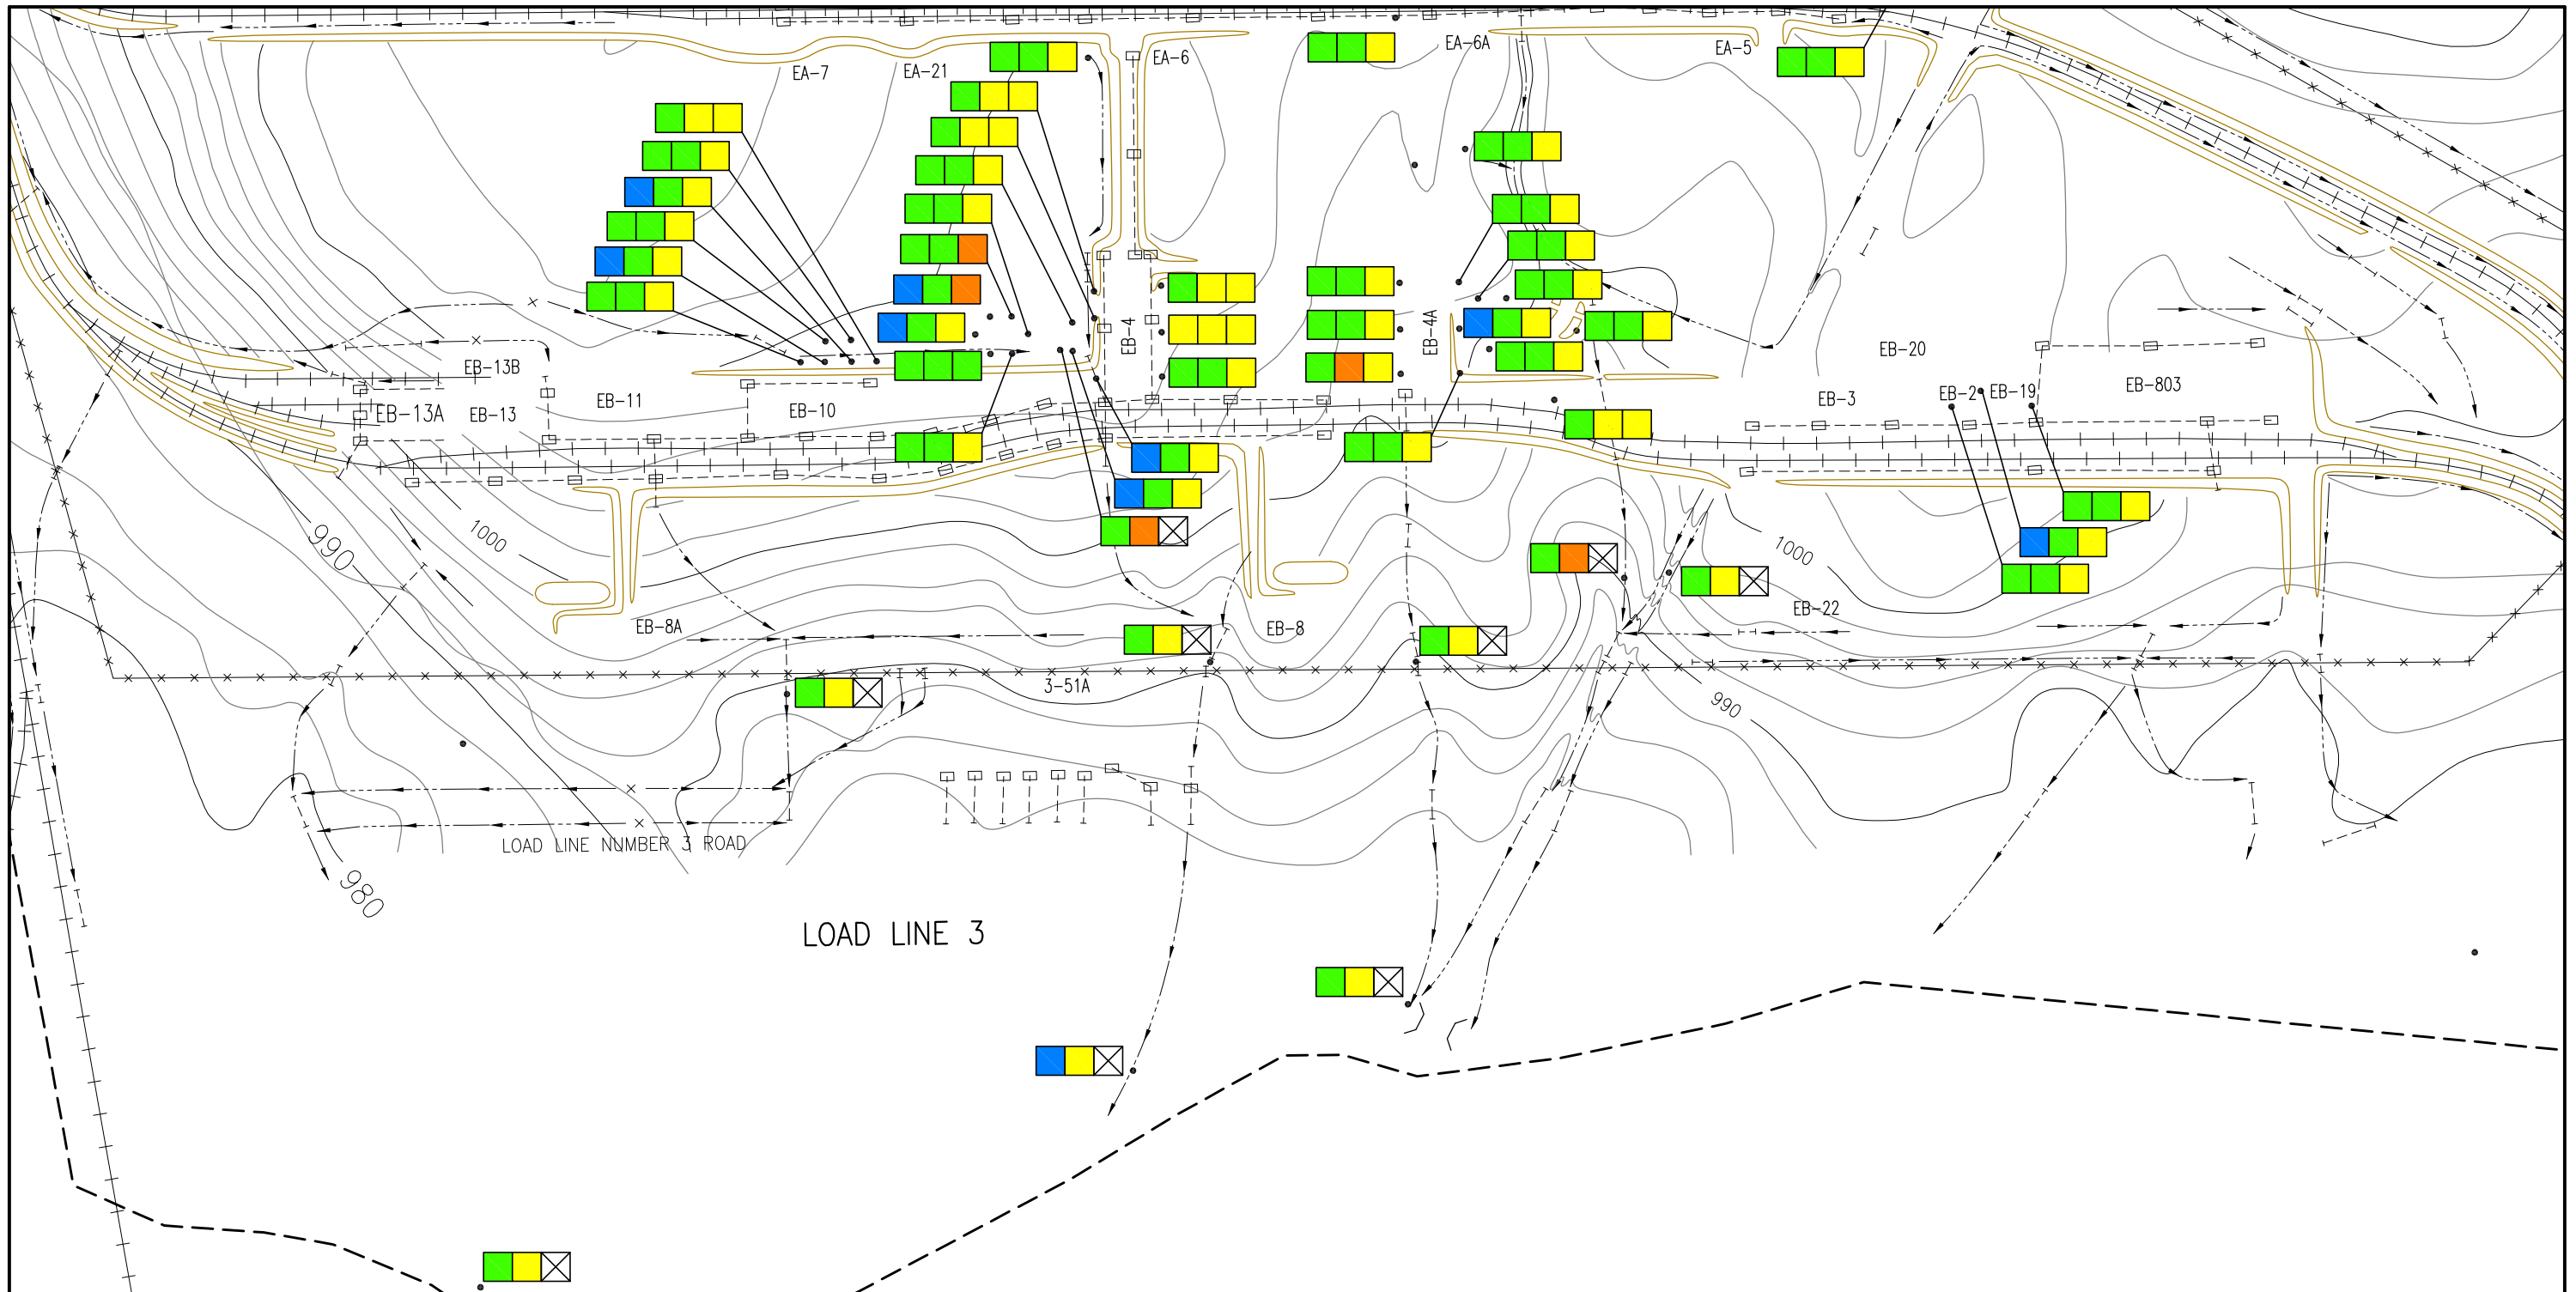 EA-7
EA-21
EA-6
EA-6A
EA-5
EB-4
EB-4A
EB-13B
EB-13A
EB-13
EB-11
EB-10
EB-20
EB-3
EB-2
EB-19
EB-803
990
1000
1000
EB-22
EB-8A
EB-8
3-51A
990
LOAD LINE NUMBER 3 ROAD
980
LOAD LINE 3